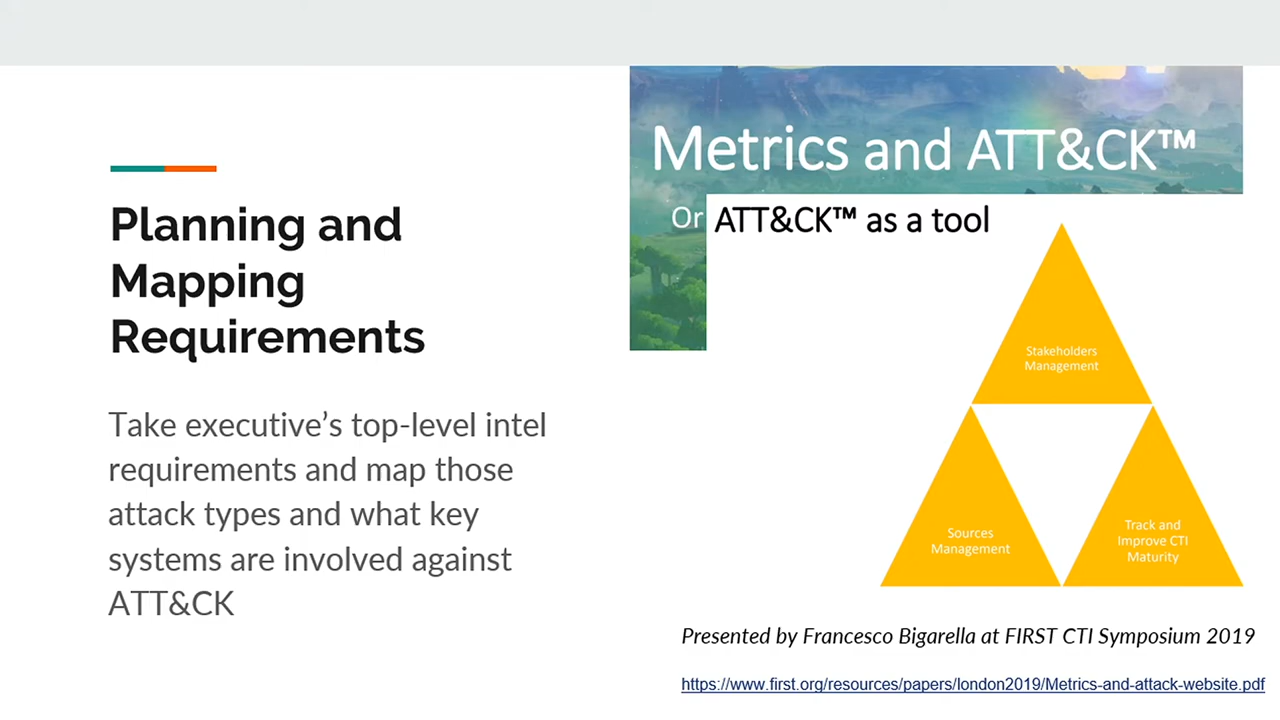 Planning and
Mapping
Requirements
Take executive’s top-level intel
requirements and map those
attack types and what key
systems are involved against
ATT&CK
Metrics and ATT&CK™
Or ATT&CK™ as a tool
Stakeholders
Management
Sources
Management
Track and
Improve CTI
Maturity
Presented by Francesco Bigarella at FIRST CTI Symposium 2019
https://www.first.org/resources/papers/london2019/Metrics-and-attack-website.pdf